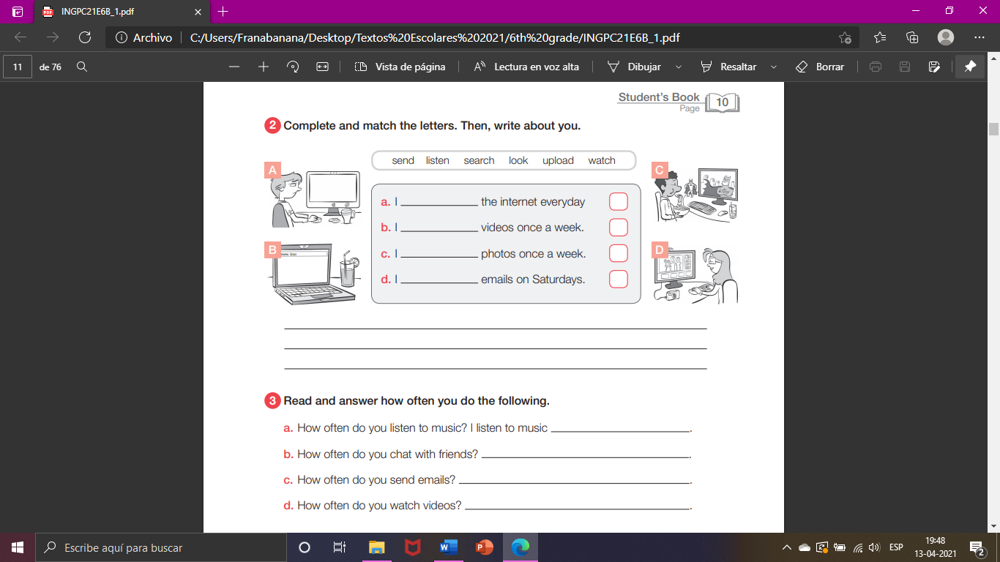 INGPC21E6B_1.pdf
Archivo
C:/Users/Franabanana/Desktop/Textos%20Escolares%202021/6th%20grade/INGPC21E6B_1.pdf
11 de 76
Vista de página
Lectura en voz alta
Dibujar
Resaltar
Borrar
Student's Book
Page
10
2 Complete and match the letters. Then, write about you.
send listen search look upload watch
A
B
C
D
a. I ____________ the internet everyday
b. I ____________ videos once a week.
c. I ____________ photos once a week.
d. I ____________ emails on Saturdays.
3 Read and answer how often you do the following.
a. How often do you listen to music? I listen to music ____________.
b. How often do you chat with friends? ____________.
c. How often do you send emails? ____________.
d. How often do you watch videos? ____________.
Escribe aquí para buscar
ESP
19:48
13-04-2021
2